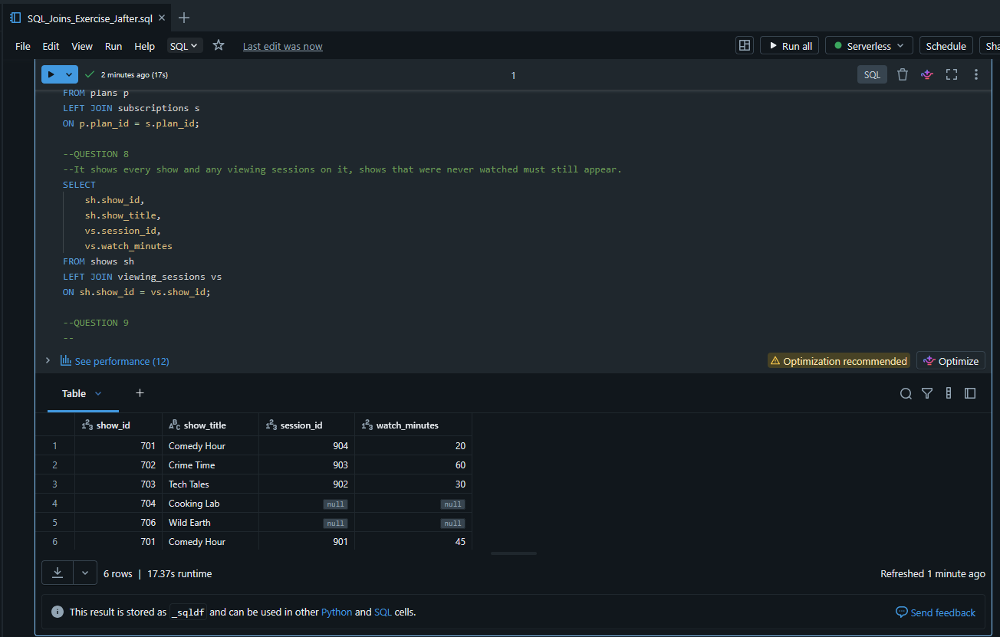 SQL_Joins_Exercise_Jafter.sql
File Edit View Run Help SQL Last edit was now Run all Serverless Schedule Sha
2 minutes ago (17s) 1 SQL
FROM plans p
LEFT JOIN subscriptions s
ON p.plan_id = s.plan_id;
--QUESTION 8
--It shows every show and any viewing sessions on it, shows that were never watched must still appear.
SELECT
sh.show_id,
sh.show_title,
vs.session_id,
vs.watch_minutes
FROM shows sh
LEFT JOIN viewing_sessions vs
ON sh.show_id = vs.show_id;
--QUESTION 9
--
See performance (12) Optimization recommended Optimize
Table
123 show_id ABC show_title 123 session_id 123 watch_minutes
1 701 Comedy Hour 904 20
2 702 Crime Time 903 60
3 703 Tech Tales 902 30
4 704 Cooking Lab null null
5 706 Wild Earth null null
6 701 Comedy Hour 901 45
6 rows | 17.37s runtime Refreshed 1 minute ago
This result is stored as _sqldf and can be used in other Python and SQL cells. Send feedback